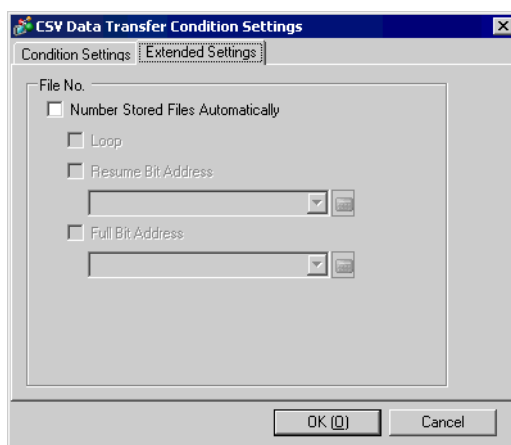 CSV Data Transfer Condition Settings
Condition Settings Extended Settings
File No.
Number Stored Files Automatically
Loop
Resume Bit Address
Full Bit Address
OK (O) Cancel